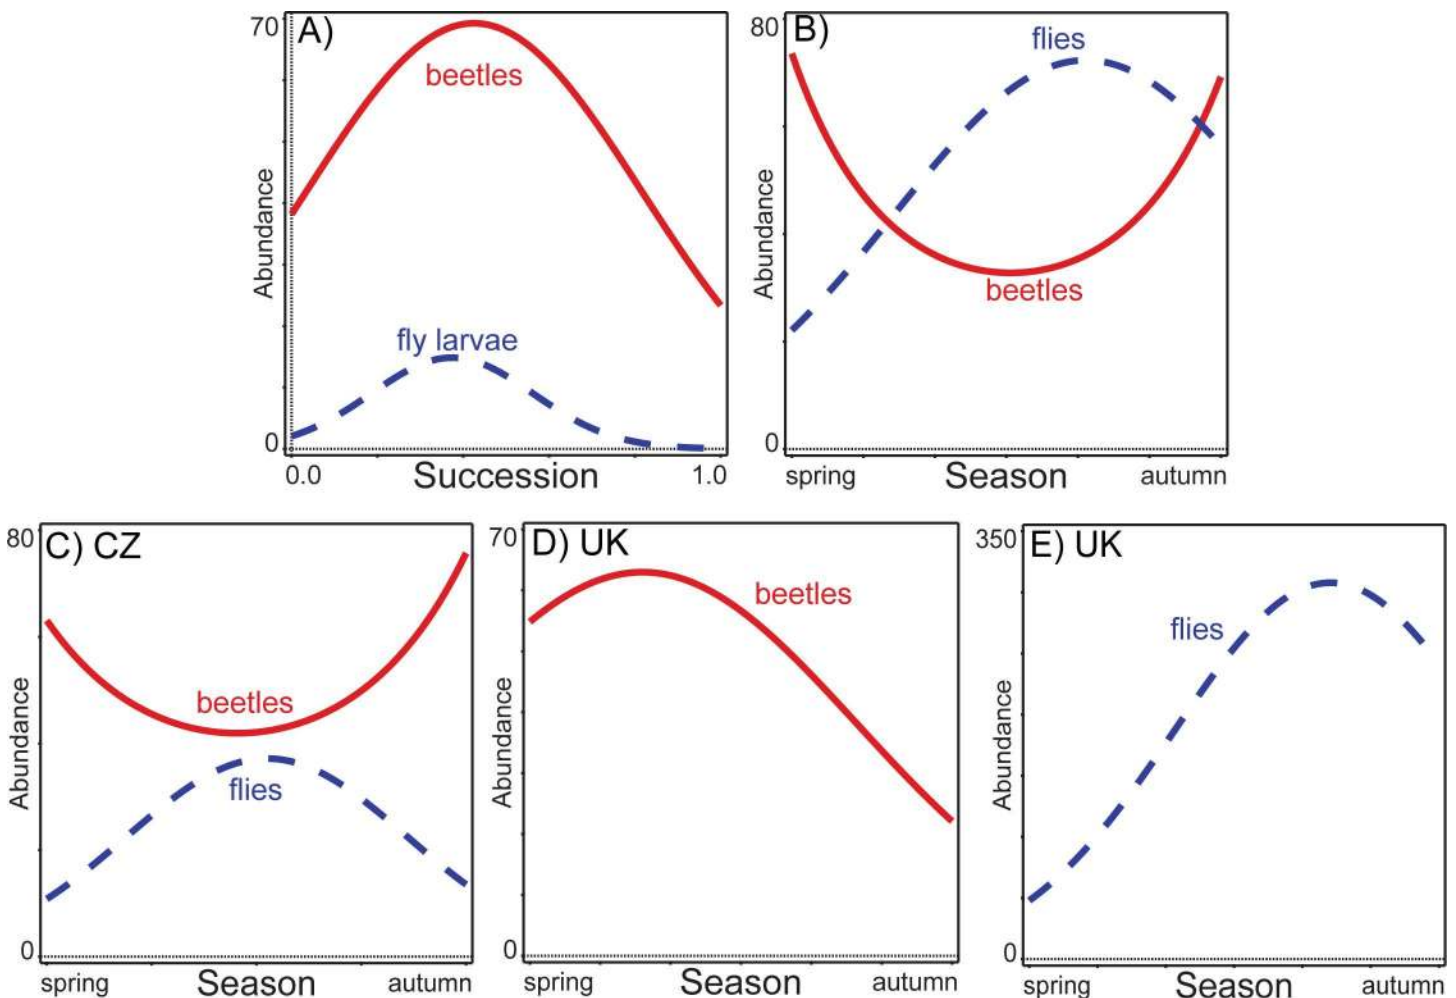 A)
70
beetles
fly larvae
Abundance
0
0.0
Succession
1.0
B)
80
flies
beetles
Abundance
0
spring
Season
autumn
C) CZ
80
beetles
flies
Abundance
0
spring
Season
autumn
D) UK
70
beetles
Abundance
0
spring
Season
autumn
E) UK
350
flies
Abundance
0
spring
Season
autumn